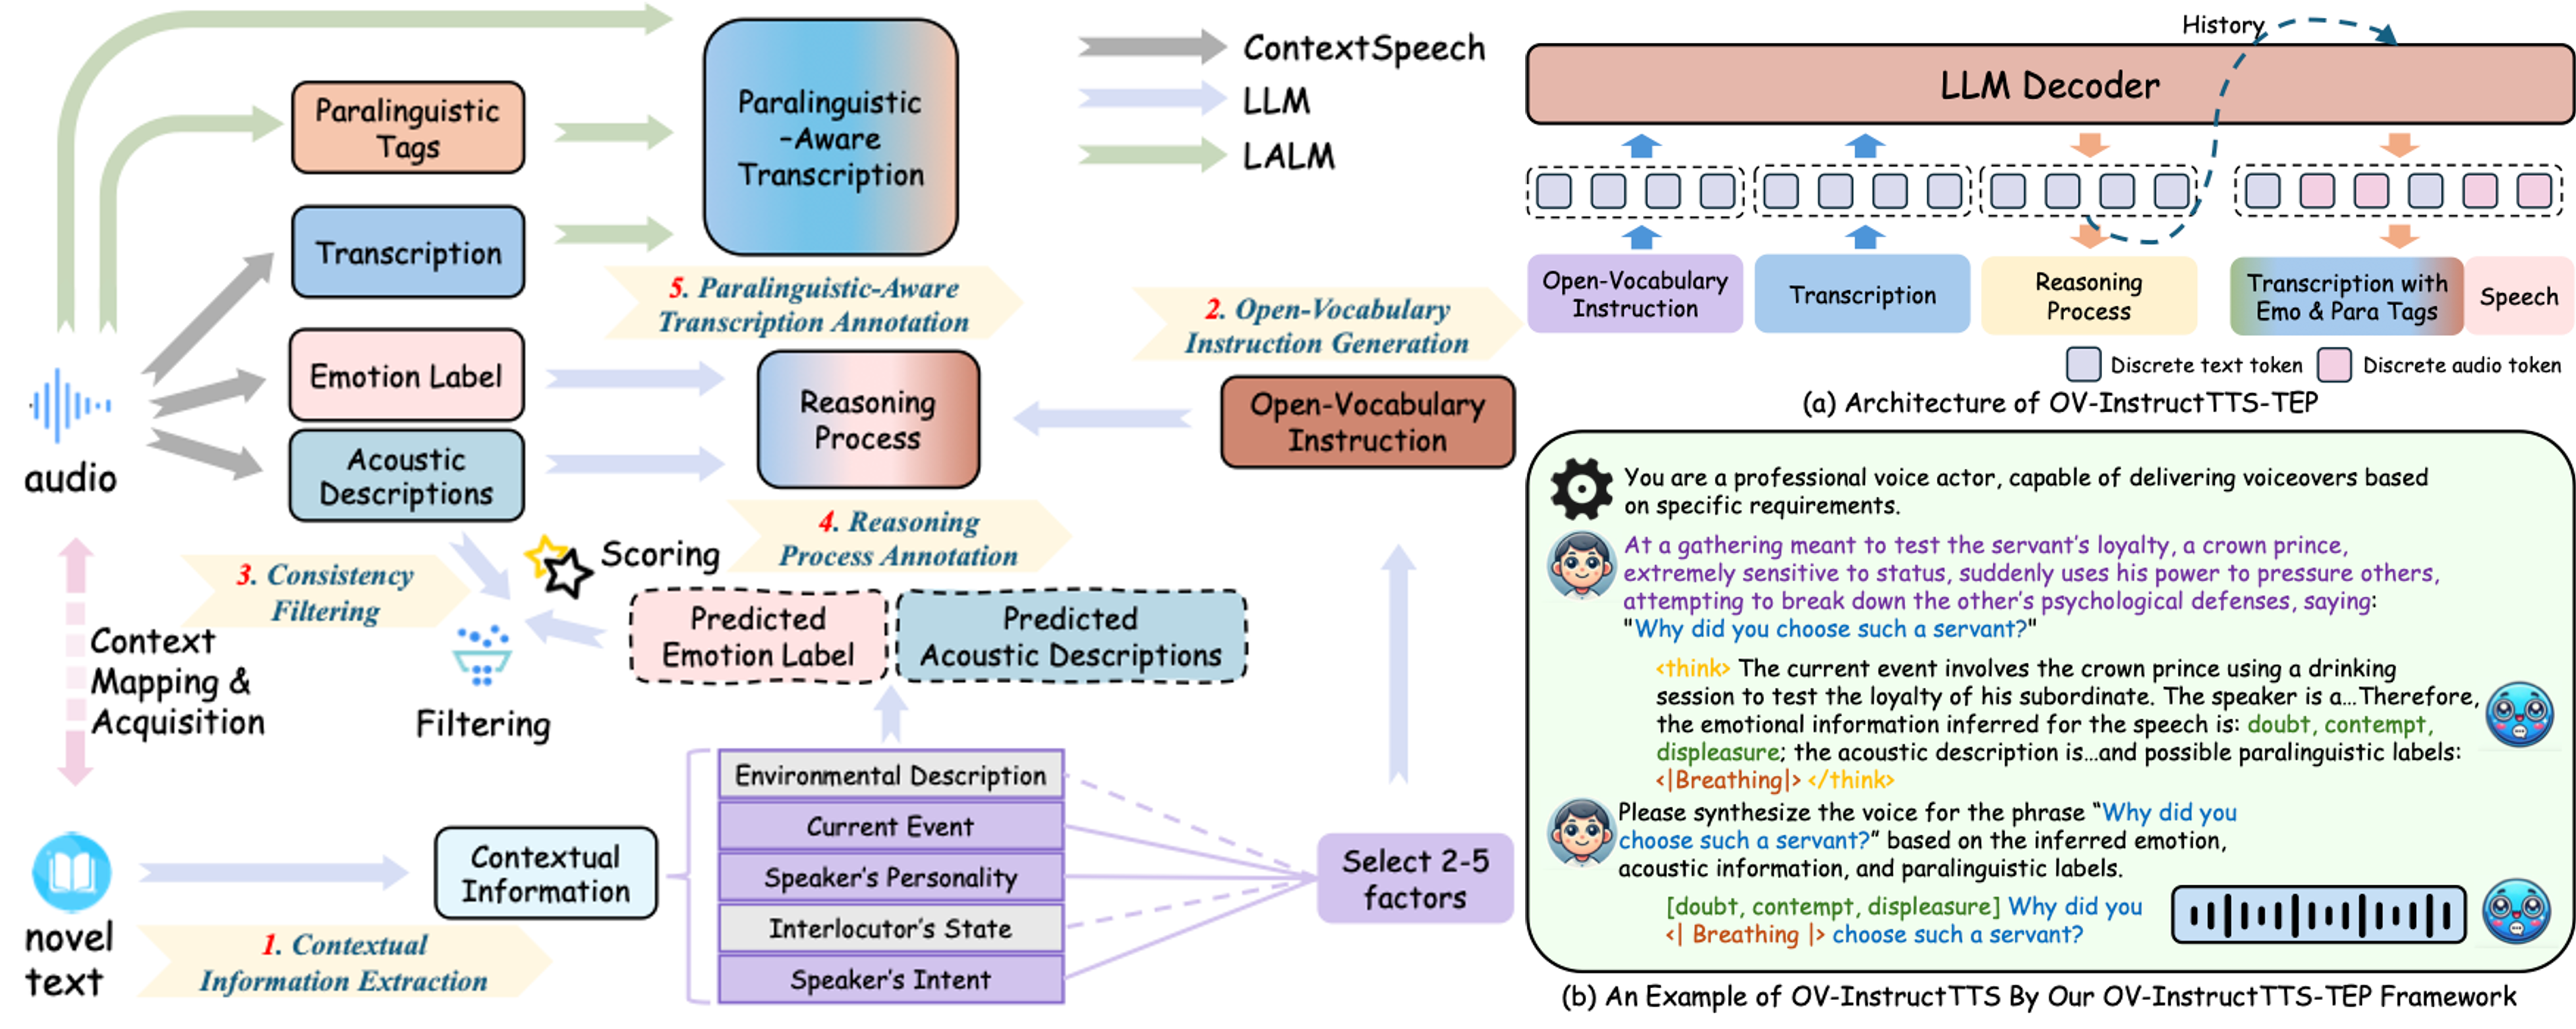 Paralinguistic
Tags
Transcription
Emotion Label
Acoustic
Descriptions
audio
Paralinguistic
-Aware
Transcription
ContextSpeech
LLM
LALM
5. Paralinguistic-Aware
Transcription Annotation
2. Open-Vocabulary
Instruction Generation
Reasoning
Process
Open-Vocabulary
Instruction
4. Reasoning
Process Annotation
3. Consistency
Filtering
Scoring
Filtering
Predicted
Emotion Label
Predicted
Acoustic Descriptions
Context
Mapping &
Acquisition
novel
text
Contextual
Information
1. Contextual
Information Extraction
Environmental Description
Current Event
Speaker's Personality
Interlocutor's State
Speaker's Intent
Select 2-5
factors
History
LLM Decoder
Open-Vocabulary
Instruction
Transcription
Reasoning
Process
Transcription with
Emo & Para Tags
Speech
Discrete text token
Discrete audio token
(a) Architecture of OV-InstructTTS-TEP
You are a professional voice actor, capable of delivering voiceovers based
on specific requirements.
At a gathering meant to test the servant's loyalty, a crown prince,
extremely sensitive to status, suddenly uses his power to pressure others,
attempting to break down the other's psychological defenses, saying:
"Why did you choose such a servant?"
<think> The current event involves the crown prince using a drinking
session to test the loyalty of his subordinate. The speaker is a...Therefore,
the emotional information inferred for the speech is: doubt, contempt,
displeasure; the acoustic description is...and possible paralinguistic labels:
<|Breathing|> </think>
Please synthesize the voice for the phrase “Why did you
choose such a servant?” based on the inferred emotion,
acoustic information, and paralinguistic labels.
[doubt, contempt, displeasure] Why did you
<| Breathing |> choose such a servant?
(b) An Example of OV-InstructTTS By Our OV-InstructTTS-TEP Framework